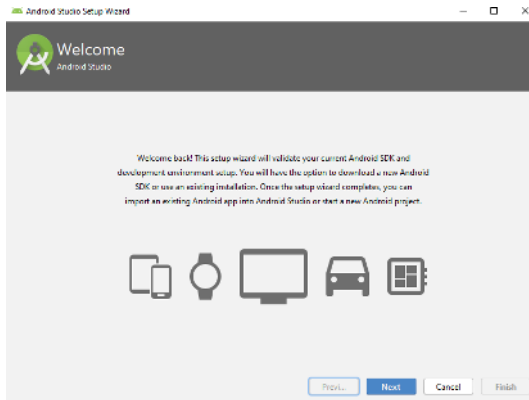 Android Studio Setup Wizard
Welcome
Android Studio
Welcome back! This setup wizard will validate your current Android SDK and
development environment setup. You will have the option to download a new Android
SDK or use an existing installation. Once the setup wizard completes, you can
import an existing Android app into Android Studio or start a new Android project.
Previ... Next Cancel Finish